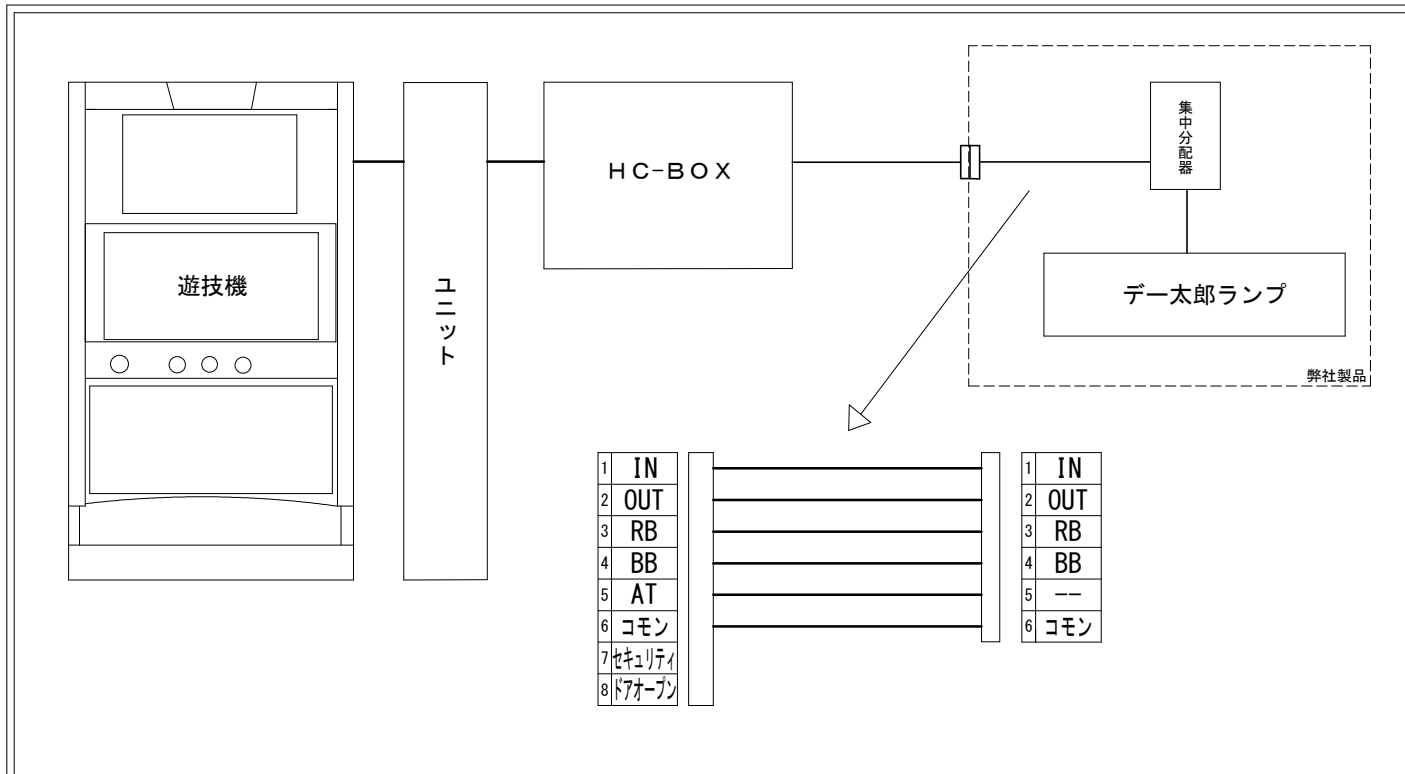 遊技機
ユニット
HC-BOX
集中分配器
デー太郎ランプ
弊社製品
1 IN
2 OUT
3 RB
4 BB
5 AT
6 コモン
7 セキュリティ
8 ドアオープン
1 IN
2 OUT
3 RB
4 BB
5 --
6 コモン